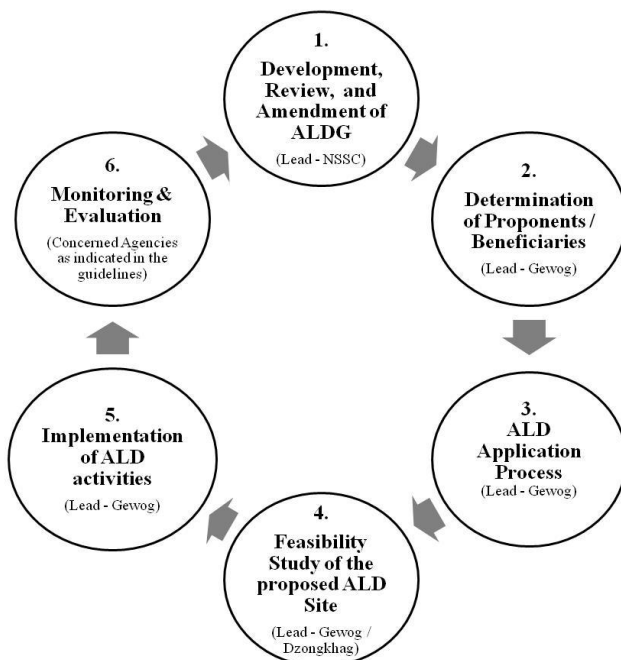 1.
Development,
Review, and
Amendment of
ALDG
(Lead - NSSC)
2.
Determination
of Proponents /
Beneficiaries
(Lead - Gewog)
3.
ALD
Application
Process
(Lead - Gewog)
4.
Feasibility
Study of the
proposed ALD
Site
(Lead - Gewog /
Dzongkhag)
5.
Implementation
of ALD
activities
(Lead - Gewog)
6.
Monitoring &
Evaluation
(Concerned Agencies
as indicated in the
guidelines)